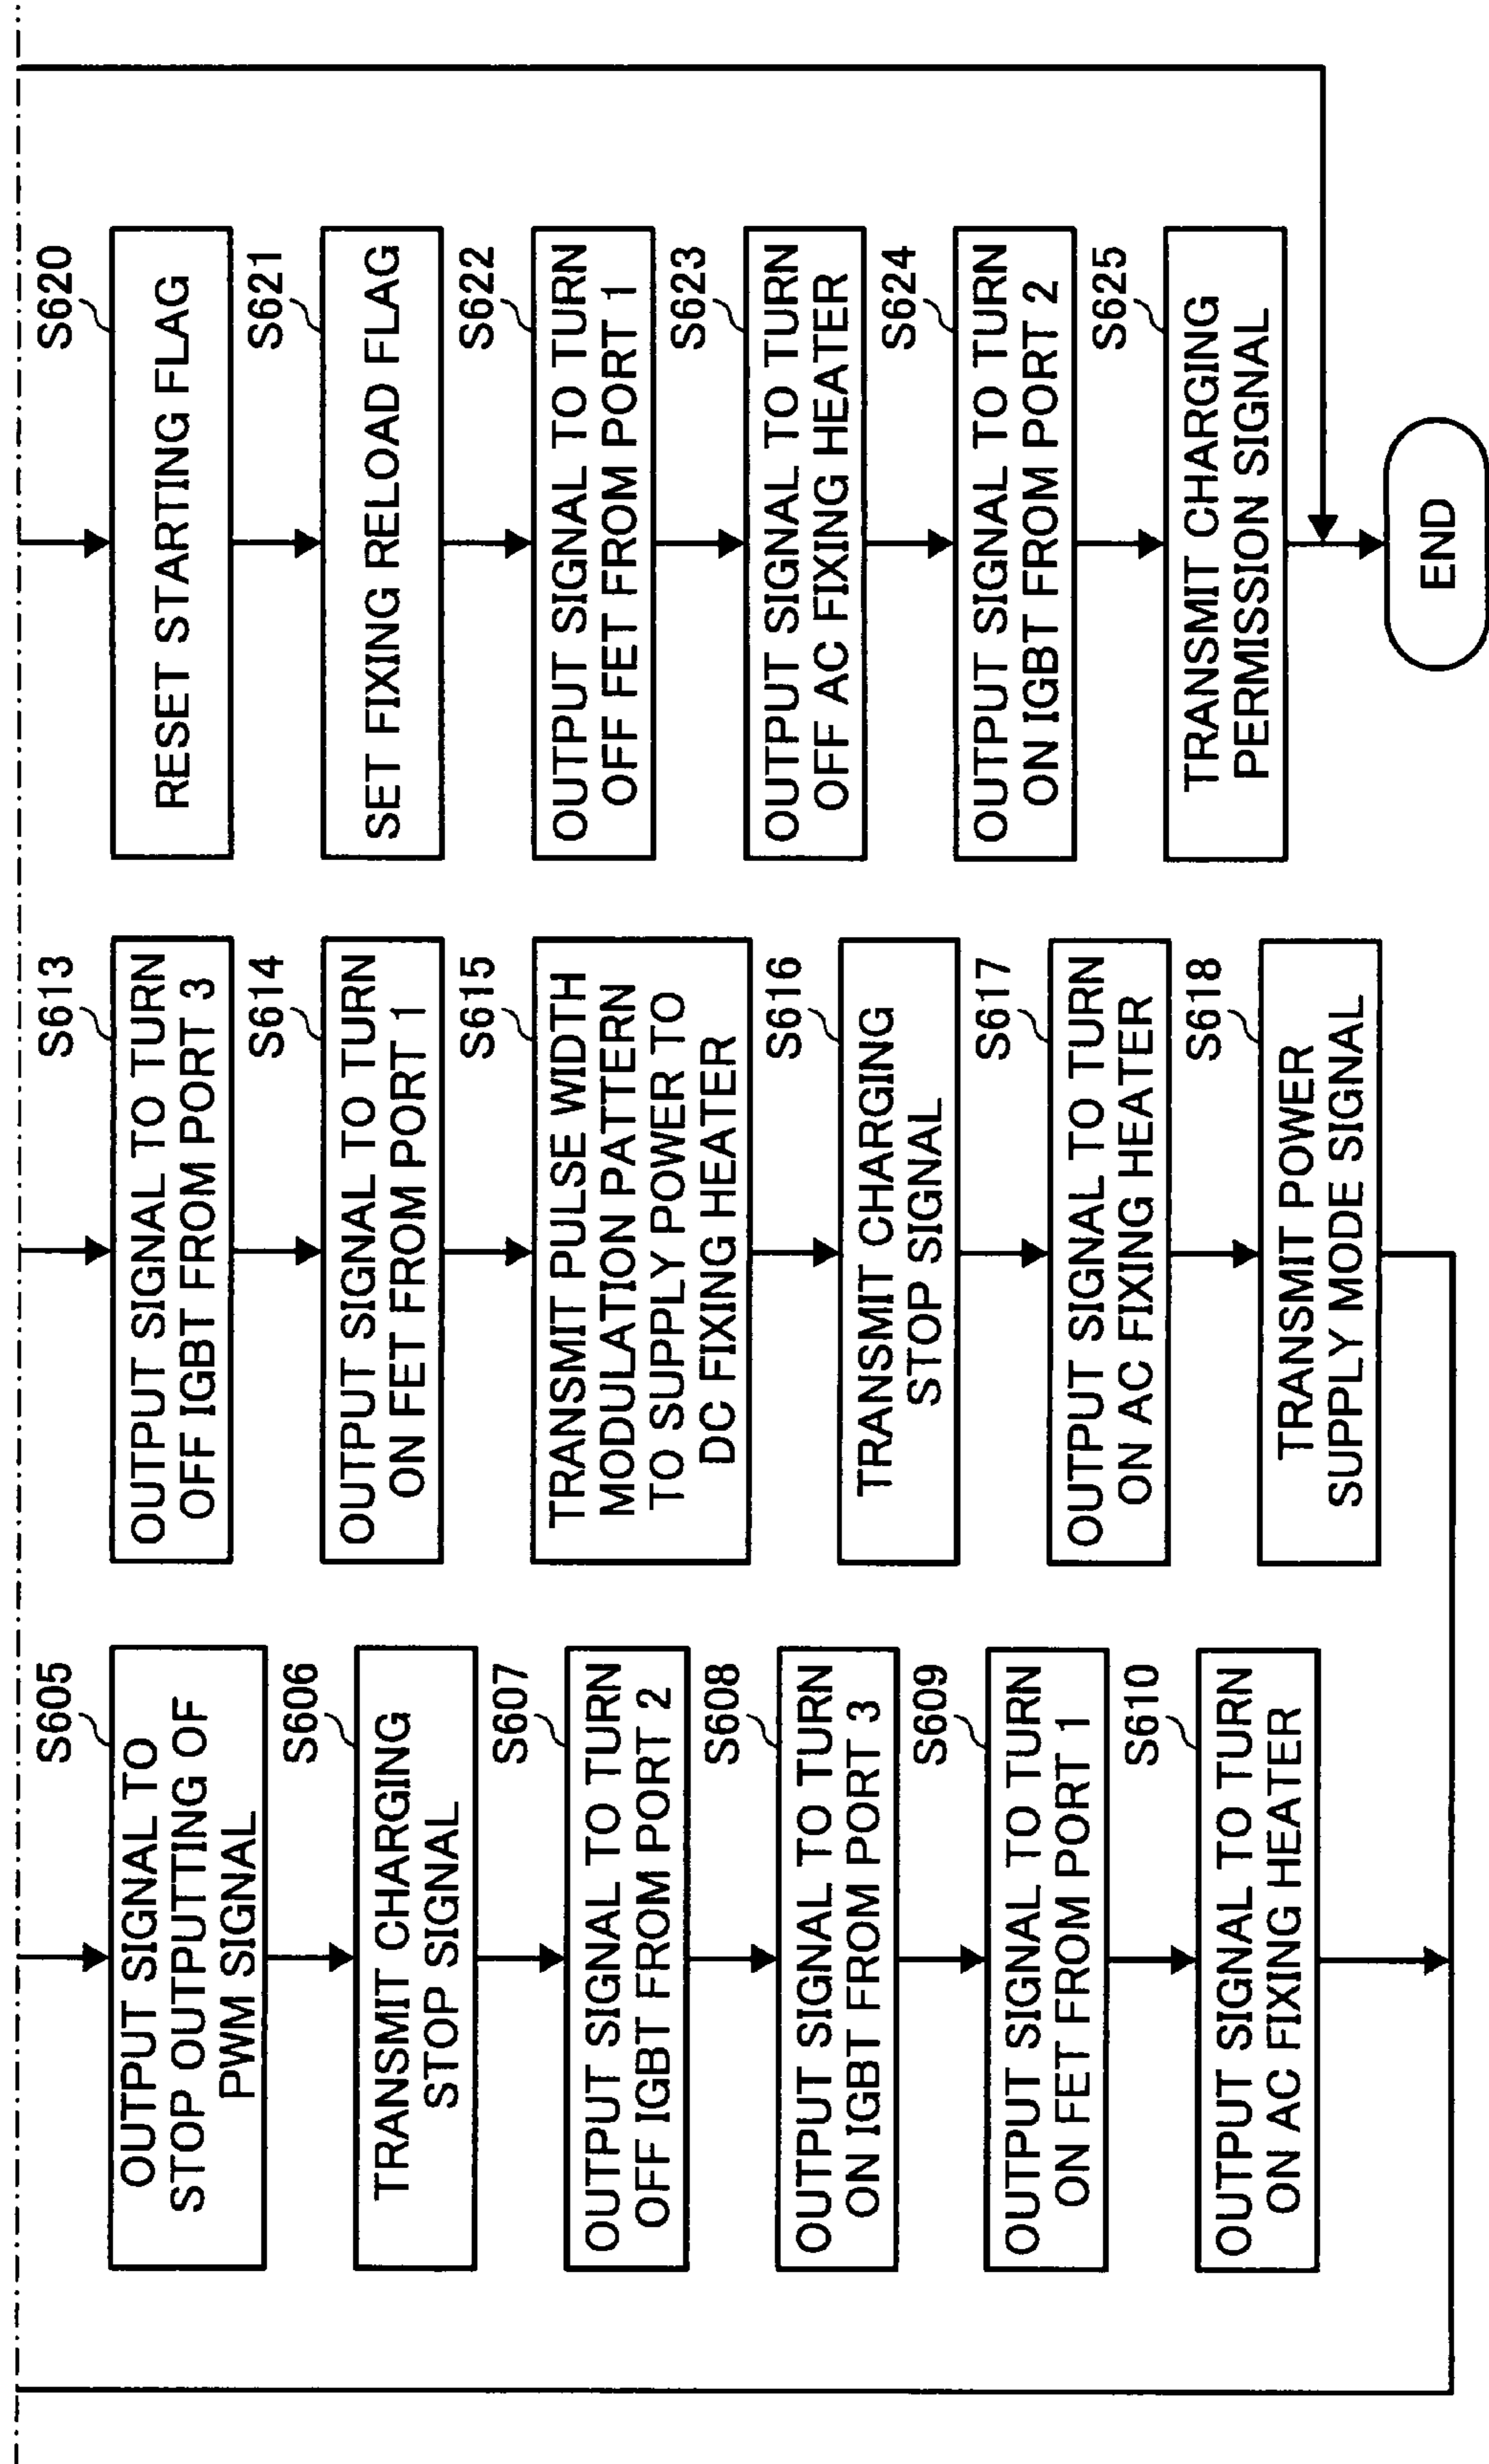 S605
OUTPUT SIGNAL TO
STOP OUTPUTTING OF
PWM SIGNAL
S606
TRANSMIT CHARGING
STOP SIGNAL
S607
OUTPUT SIGNAL TO TURN
OFF IGBT FROM PORT 2
S608
OUTPUT SIGNAL TO TURN
ON IGBT FROM PORT 3
S609
OUTPUT SIGNAL TO TURN
ON FET FROM PORT 1
S610
OUTPUT SIGNAL TO TURN
ON AC FIXING HEATER
S613
OUTPUT SIGNAL TO TURN
OFF IGBT FROM PORT 3
S614
OUTPUT SIGNAL TO TURN
ON FET FROM PORT 1
S615
TRANSMIT PULSE WIDTH
MODULATION PATTERN
TO SUPPLY POWER TO
DC FIXING HEATER
S616
TRANSMIT CHARGING
STOP SIGNAL
S617
OUTPUT SIGNAL TO TURN
ON AC FIXING HEATER
S618
TRANSMIT POWER
SUPPLY MODE SIGNAL
S620
RESET STARTING FLAG
S621
SET FIXING RELOAD FLAG
S622
OUTPUT SIGNAL TO TURN
OFF FET FROM PORT 1
S623
OUTPUT SIGNAL TO TURN
OFF AC FIXING HEATER
S624
OUTPUT SIGNAL TO TURN
ON IGBT FROM PORT 2
S625
TRANSMIT CHARGING
PERMISSION SIGNAL
END